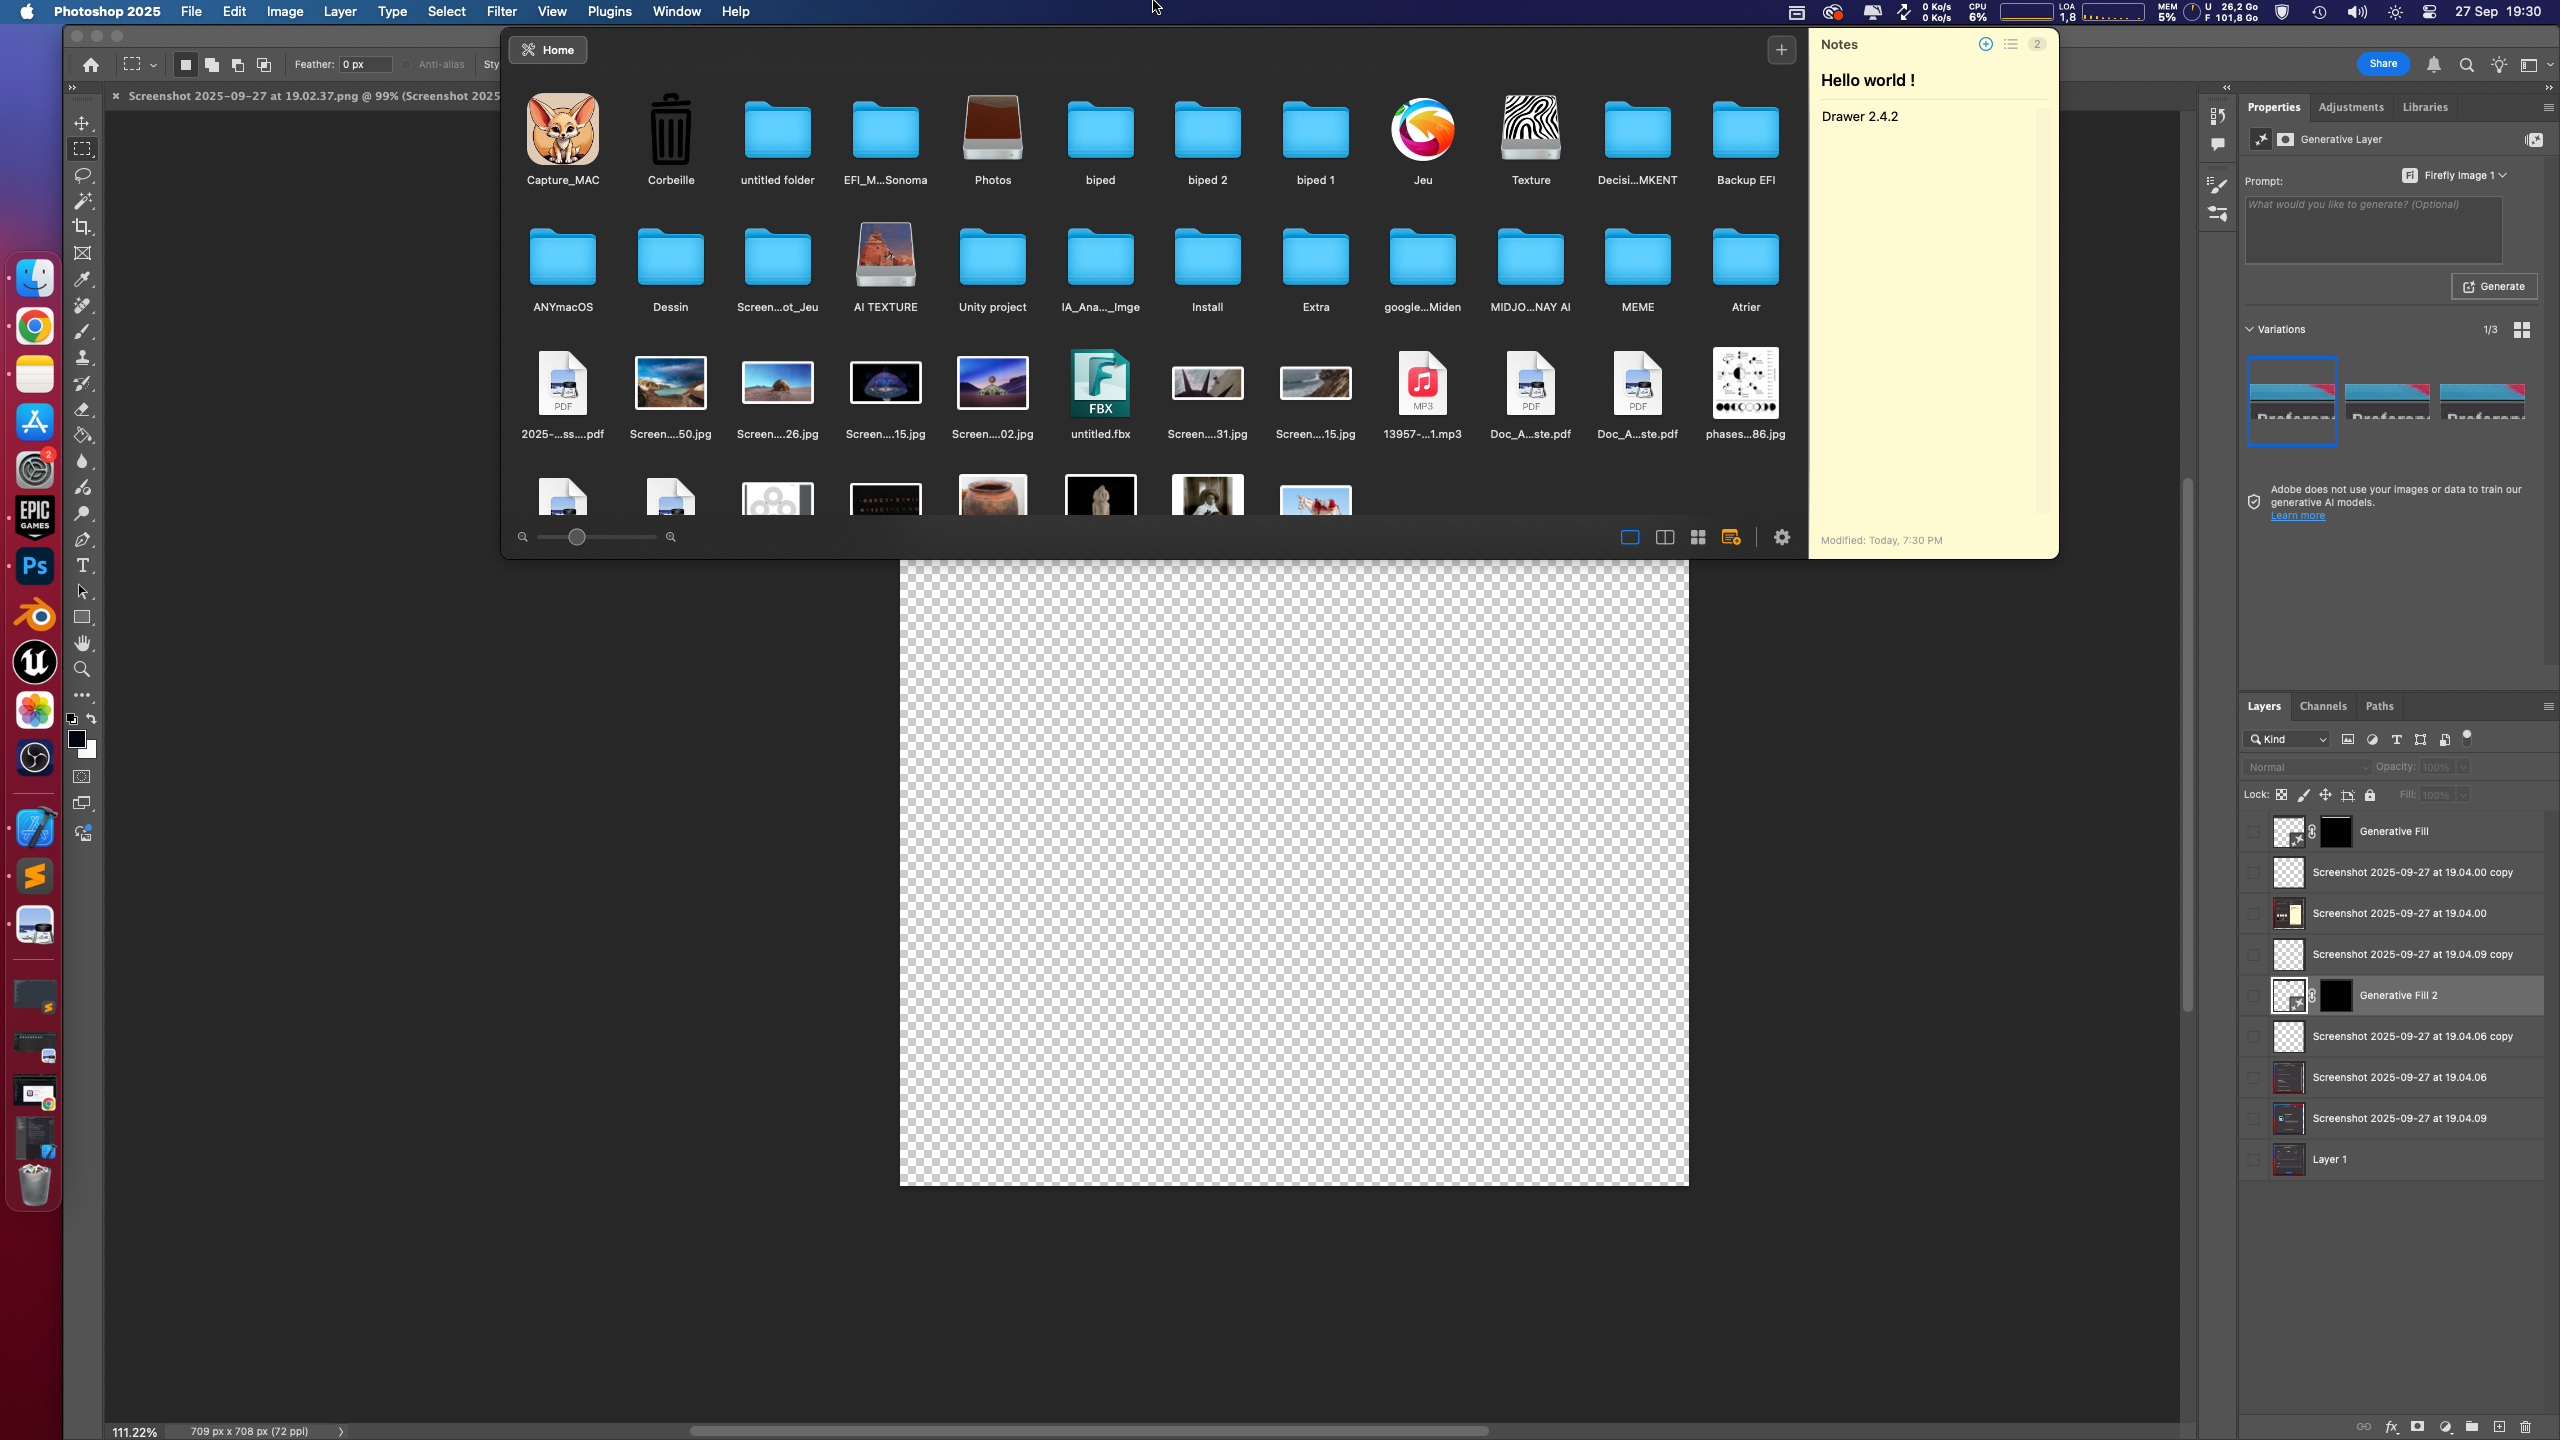 Photoshop 2025 File Edit Image Layer Type Select Filter View Plugins Window Help
0 Ko/s 0 Ko/s CPU 6% LOA 1,8 MEM 5% U 26,2 Go F 101,8 Go 27 Sep 19:30
Home
Notes 2
Hello world !
Drawer 2.4.2
Modified: Today, 7:30 PM
Feather: 0 px Anti-alias Sty
Share
Screenshot 2025-09-27 at 19.02.37.png @ 99% (Screenshot 2025
Capture_MAC Corbeille untitled folder EFI_M...Sonoma Photos biped biped 2 biped 1 Jeu Texture Decisi...MKENT Backup EFI
ANYmacOS Dessin Screen...ot_Jeu AI TEXTURE Unity project IA_Ana..._Imge Install Extra google...Miden MIDJO...NAY AI MEME Atrier
PDF FBX MP3 PDF PDF
2025-...ss....pdf Screen....50.jpg Screen....26.jpg Screen....15.jpg Screen....02.jpg untitled.fbx Screen....31.jpg Screen....15.jpg 13957-...1.mp3 Doc_A...ste.pdf Doc_A...ste.pdf phases...86.jpg
2
EPIC GAMES
Ps
Properties Adjustments Libraries
Generative Layer
Prompt: Fi Firefly Image 1
What would you like to generate? (Optional)
Generate
Variations 1/3
Adobe does not use your images or data to train our
generative AI models.
Learn more
Layers Channels Paths
Kind
Normal Opacity: 100%
Lock: Fill: 100%
Generative Fill
Screenshot 2025-09-27 at 19.04.00 copy
Screenshot 2025-09-27 at 19.04.00
Screenshot 2025-09-27 at 19.04.09 copy
Generative Fill 2
Screenshot 2025-09-27 at 19.04.06 copy
Screenshot 2025-09-27 at 19.04.06
Screenshot 2025-09-27 at 19.04.09
Layer 1
fx
111.22% 709 px x 708 px (72 ppi)